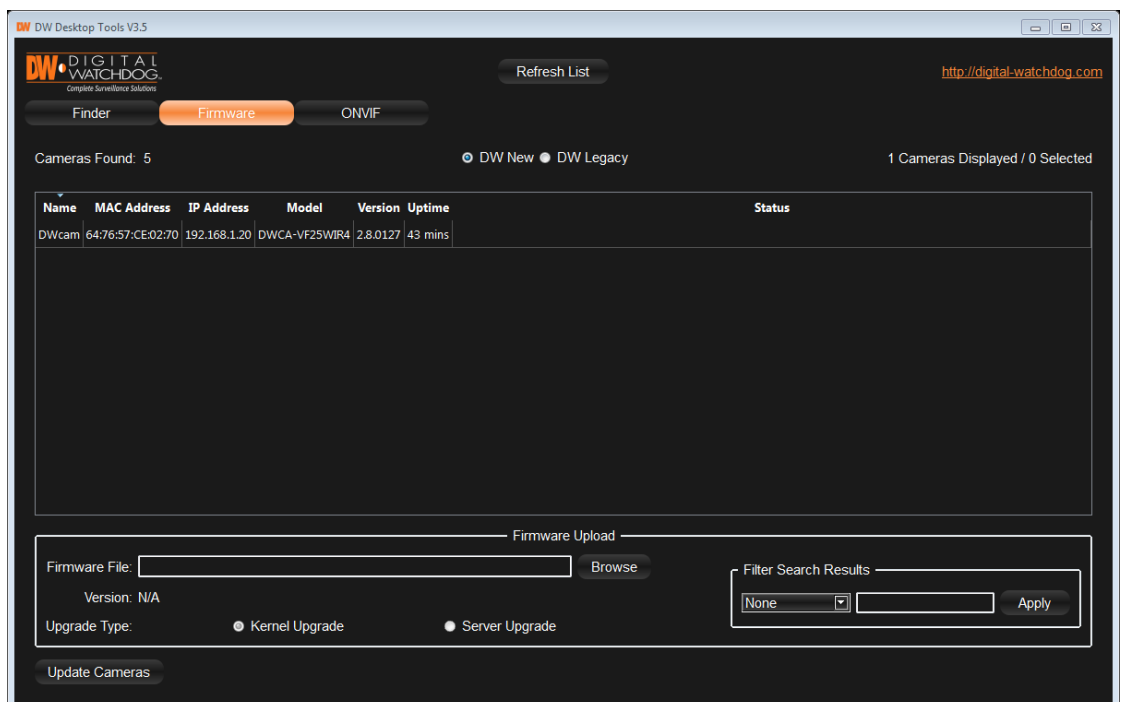 DW DW Desktop Tools V3.5
DW DIGITAL WATCHDOG
Complete Surveillance Solutions
Refresh List
http://digital-watchdog.com
Finder Firmware ONVIF
Cameras Found: 5 DW New DW Legacy 1 Cameras Displayed / 0 Selected
Name MAC Address IP Address Model Version Uptime Status
DWcam 64:76:57:CE:02:70 192.168.1.20 DWCA-VF25WIR4 2.8.0127 43 mins
Firmware Upload
Firmware File: Browse
Version: N/A
Upgrade Type: Kernel Upgrade Server Upgrade
Filter Search Results
None Apply
Update Cameras